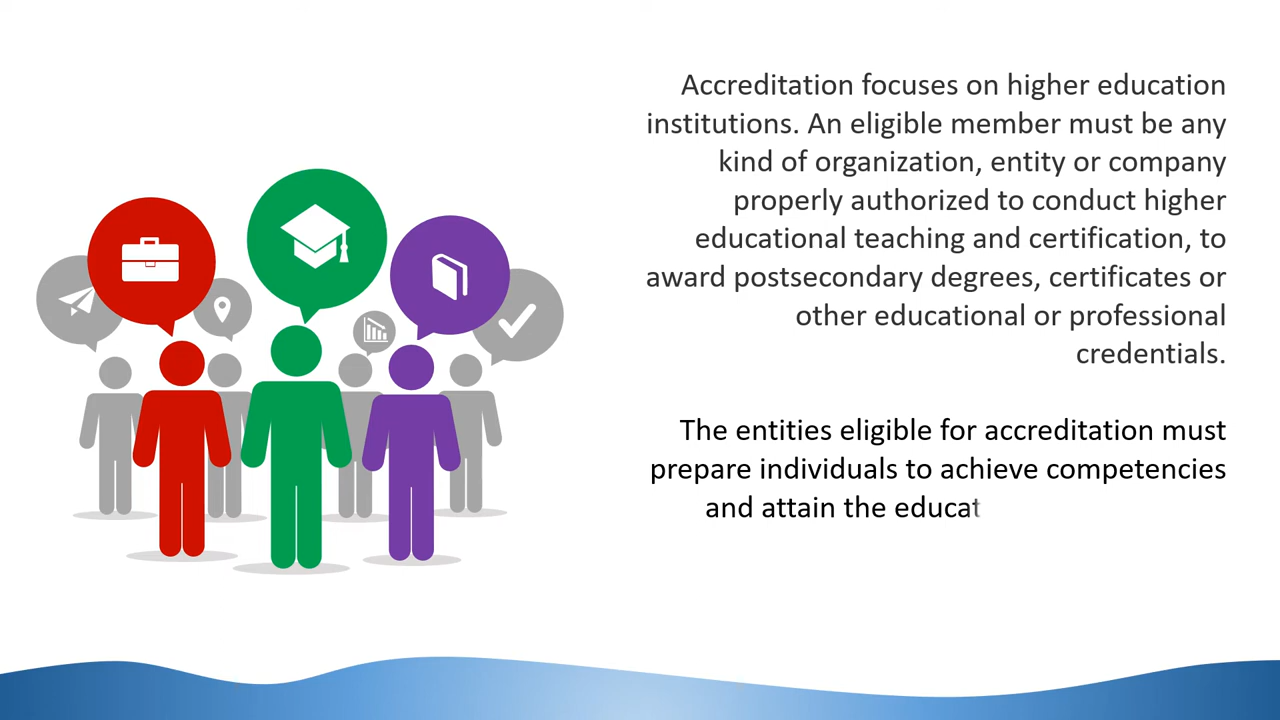 Accreditation focuses on higher education
institutions. An eligible member must be any
kind of organization, entity or company
properly authorized to conduct higher
educational teaching and certification, to
award postsecondary degrees, certificates or
other educational or professional
credentials.
The entities eligible for accreditation must
prepare individuals to achieve competencies
and attain the educat